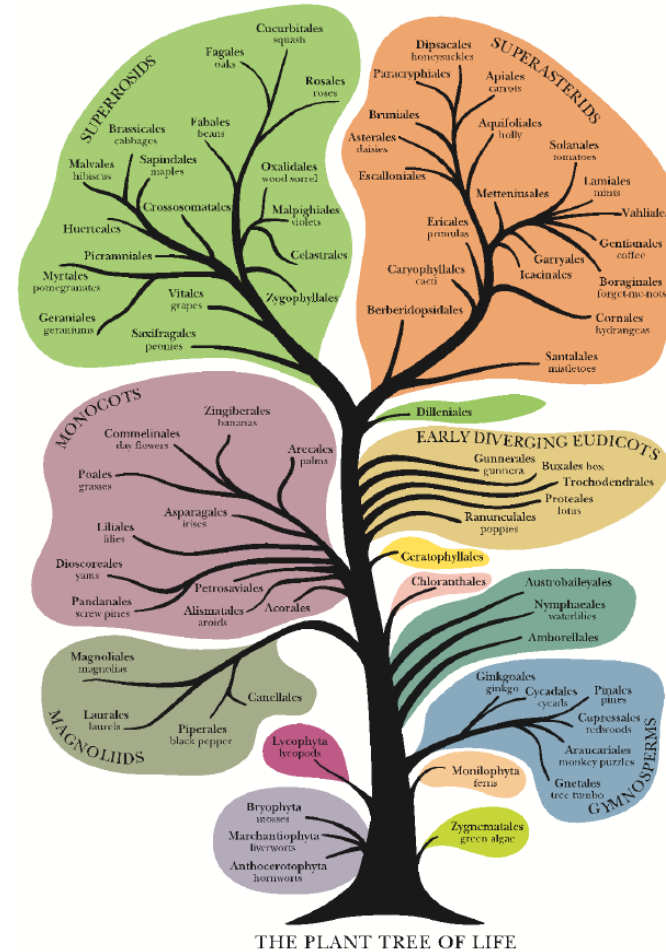 SUPERROSIDS
Cucurbitales
squash
Fagales
oaks
Rosales
roses
Fabales
beans
Brassicales
cabbages
Sapindales
maples
Malvales
hibiscus
Oxalidales
wood sorrel
Crossosomatales
Malpighiales
violets
Huerteales
Picramniales
Celastrales
Myrtales
pomegranates
Vitales
grapes
Zygophyllales
Geraniales
geraniums
Saxifragales
peonies
SUPERASTERIDS
Dipsacales
honeysuckles
Paracryphiales
Apiales
carrots
Bruniales
Aquifoliales
holly
Asterales
daisies
Solanales
tomatoes
Escalloniales
Metteniusales
Lamiales
mints
Vahliales
Ericales
primulas
Gentianales
coffee
Garryales
Icacinales
Caryophyllales
cacti
Boraginales
forget-me-nots
Berberidopsidales
Cornales
hydrangeas
Santalales
mistletoes
Dilleniales
MONOCOTS
Zingiberales
bananas
Commelinales
day flowers
Arecales
palms
Poales
grasses
Asparagales
irises
Liliales
lilies
Dioscoreales
yams
Petrosaviales
Pandanales
screw pines
Alismatales
aroids
Acorales
EARLY DIVERGING EUDICOTS
Gunnerales
gunnera
Buxales box
Trochodendrales
Proteales
lotus
Ranunculales
poppies
Ceratophyllales
Chloranthales
Austrobaileyales
Nymphaeales
waterlilies
Amborellales
MAGNOLIIDS
Magnoliales
magnolias
Canellales
Laurales
laurels
Piperales
black pepper
GYMNOSPERMS
Ginkgoales
ginkgo
Cycadales
cycads
Pinales
pines
Cupressales
redwoods
Araucariales
monkey puzzles
Gnetales
tree tumbo
Lycophyta
lycopods
Monilophyta
ferns
Bryophyta
mosses
Marchantiophyta
liverworts
Anthocerotophyta
hornworts
Zygnematales
green algae
THE PLANT TREE OF LIFE